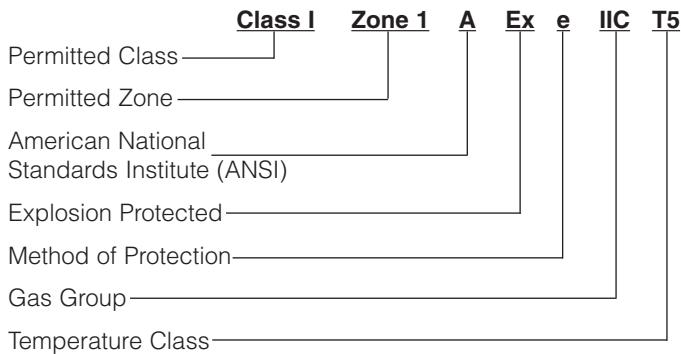 Class I Zone 1 A Ex e IIC T5
Permitted Class
Permitted Zone
American National
Standards Institute (ANSI)
Explosion Protected
Method of Protection
Gas Group
Temperature Class